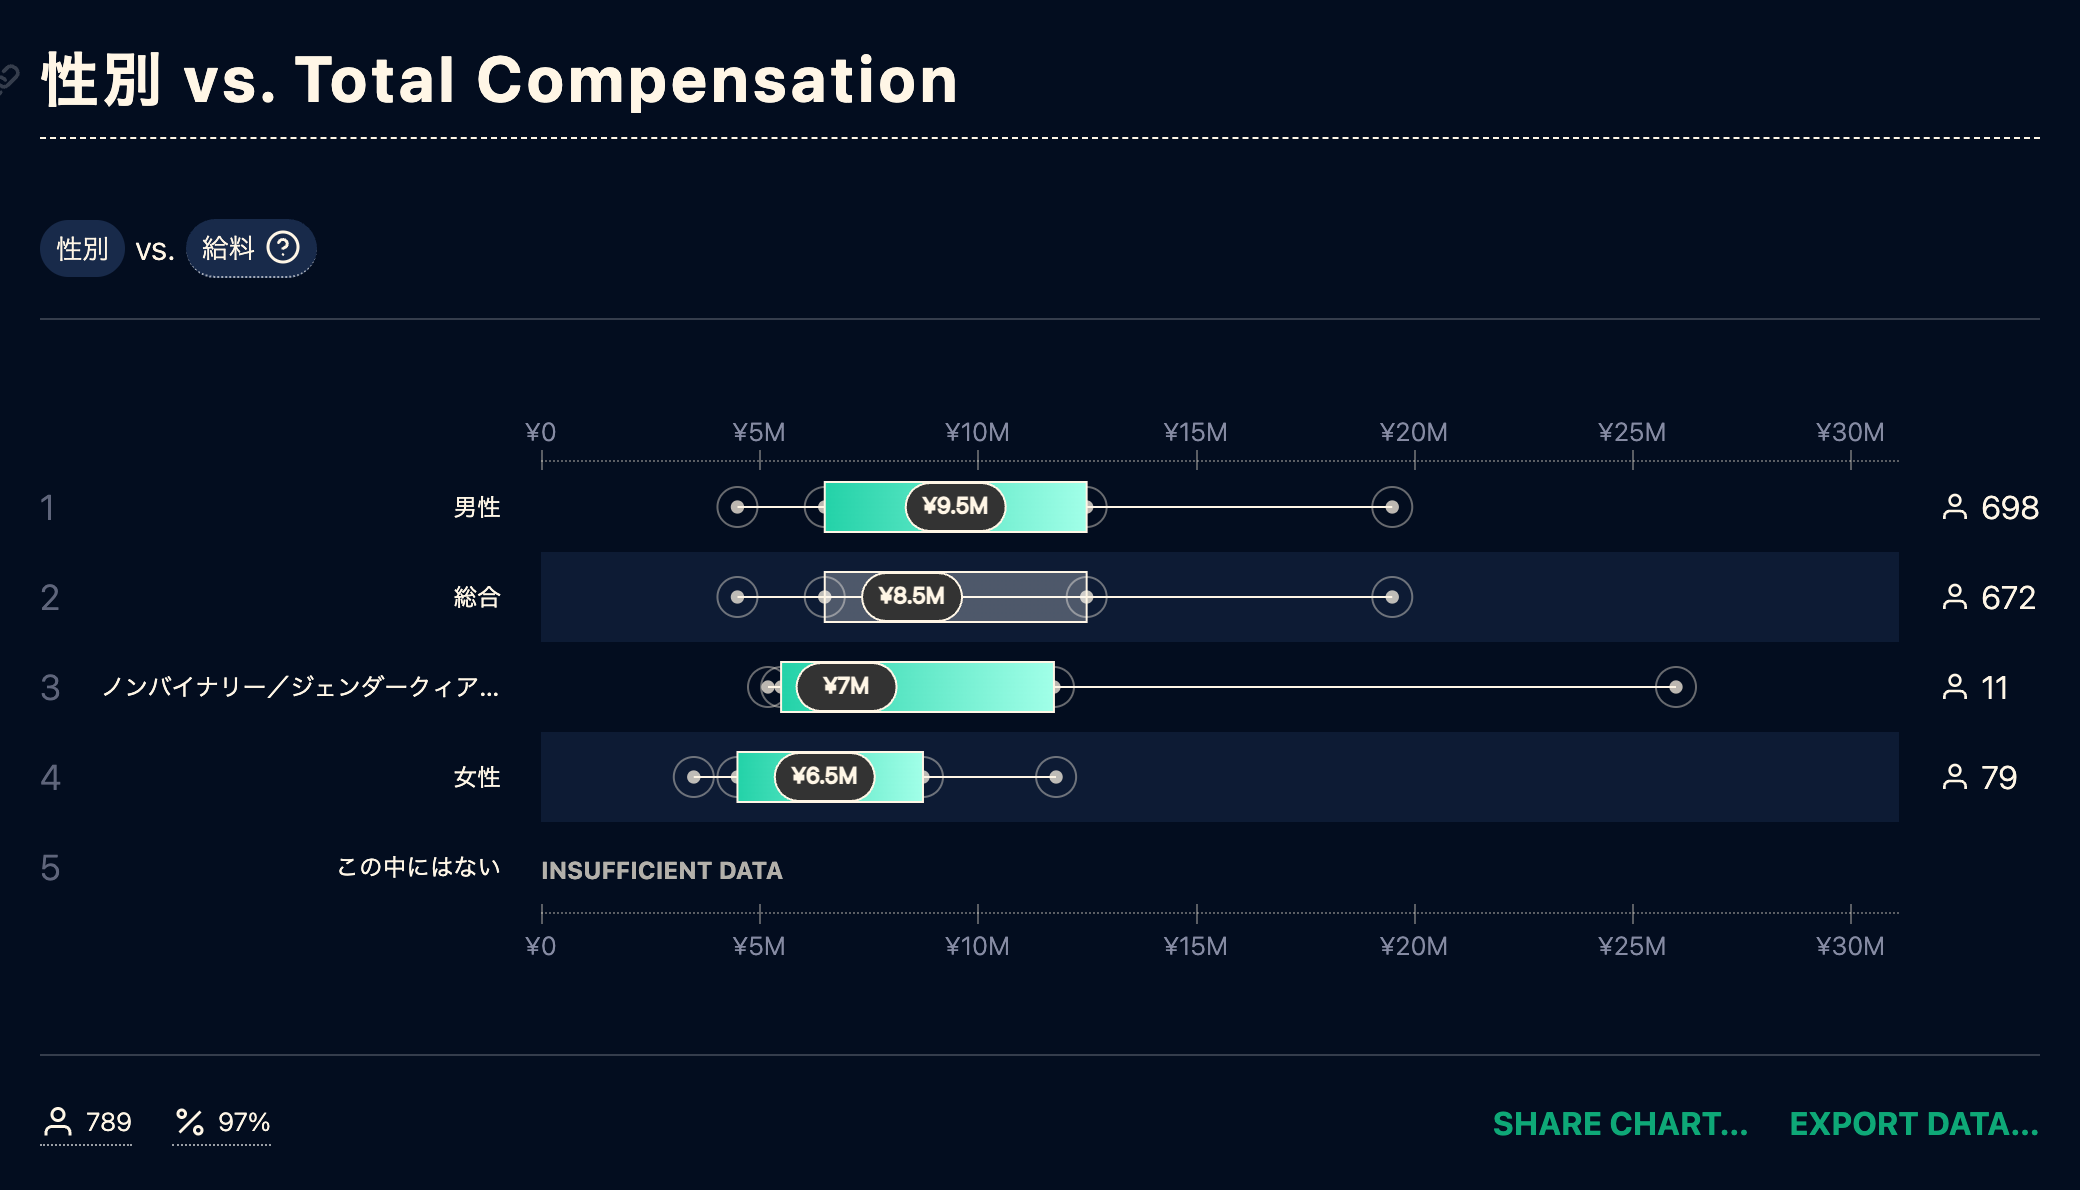 性別 vs. Total Compensation
性別 vs. 給料 ?
¥0 ¥5M ¥10M ¥15M ¥20M ¥25M ¥30M
1 男性 ¥9.5M 698
2 総合 ¥8.5M 672
3 ノンバイナリー／ジェンダークィア... ¥7M 11
4 女性 ¥6.5M 79
5 この中にはない INSUFFICIENT DATA
¥0 ¥5M ¥10M ¥15M ¥20M ¥25M ¥30M
789 % 97% SHARE CHART... EXPORT DATA...